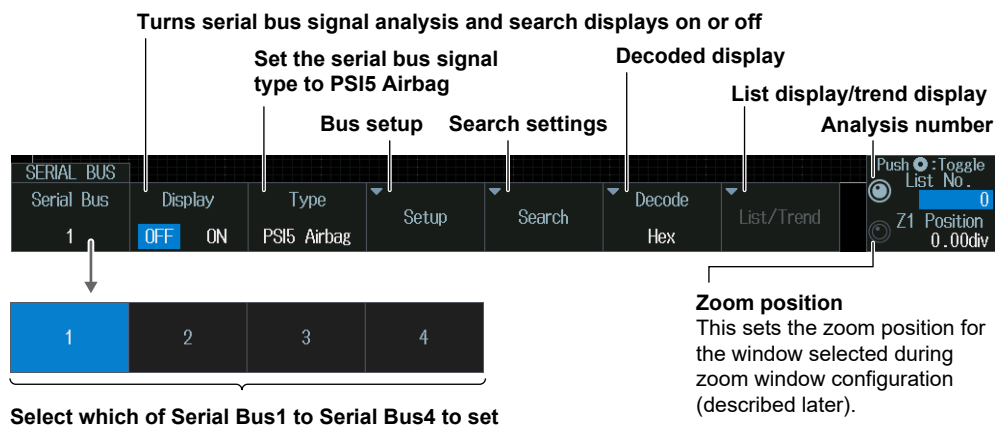 Turns serial bus signal analysis and search displays on or off
Set the serial bus signal
type to PSI5 Airbag
Decoded display
List display/trend display
Bus setup
Search settings
Analysis number
SERIAL BUS
Serial Bus
1
Display
OFF ON
Type
PSI5 Airbag
Setup
Search
Decode
Hex
List/Trend
Push :Toggle
List No.
0
Z1 Position
0.00div
1
2
3
4
Select which of Serial Bus1 to Serial Bus4 to set
Zoom position
This sets the zoom position for
the window selected during
zoom window configuration
(described later).